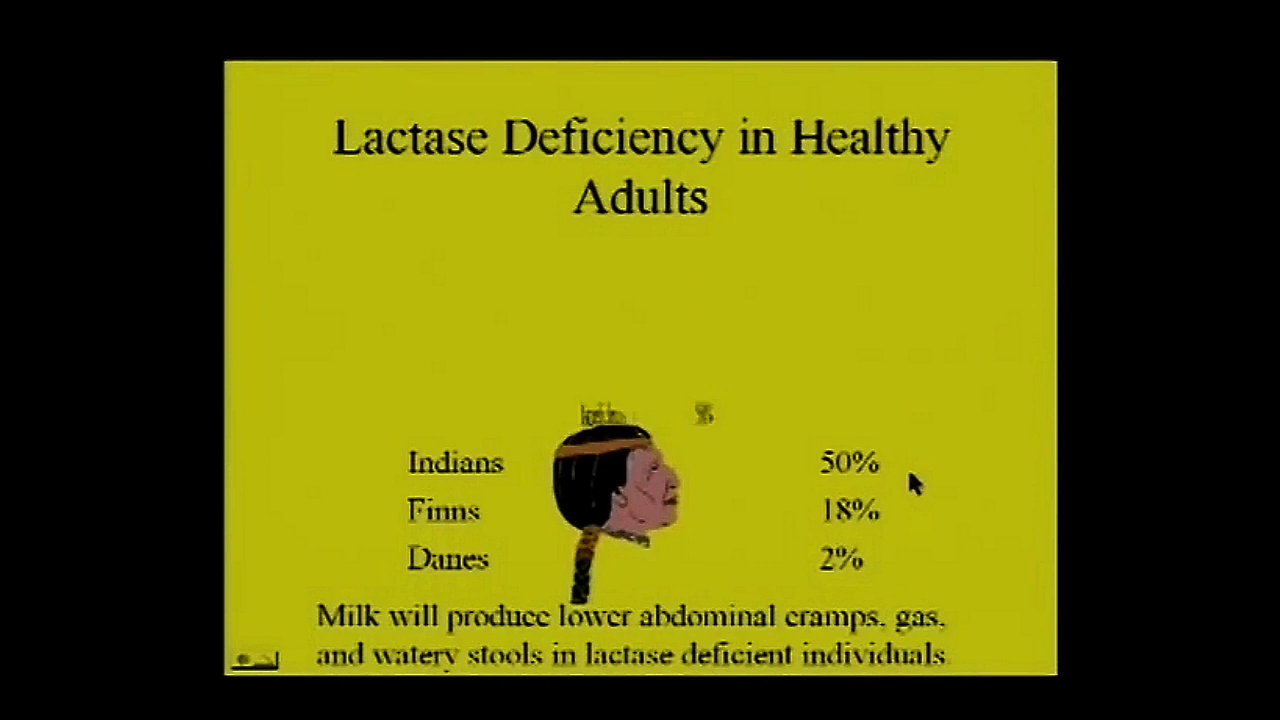 Lactase Deficiency in Healthy
Adults
Indians 50%
Finns 18%
Danes 2%
Milk will produce lower abdominal cramps, gas,
and watery stools in lactase deficient individuals